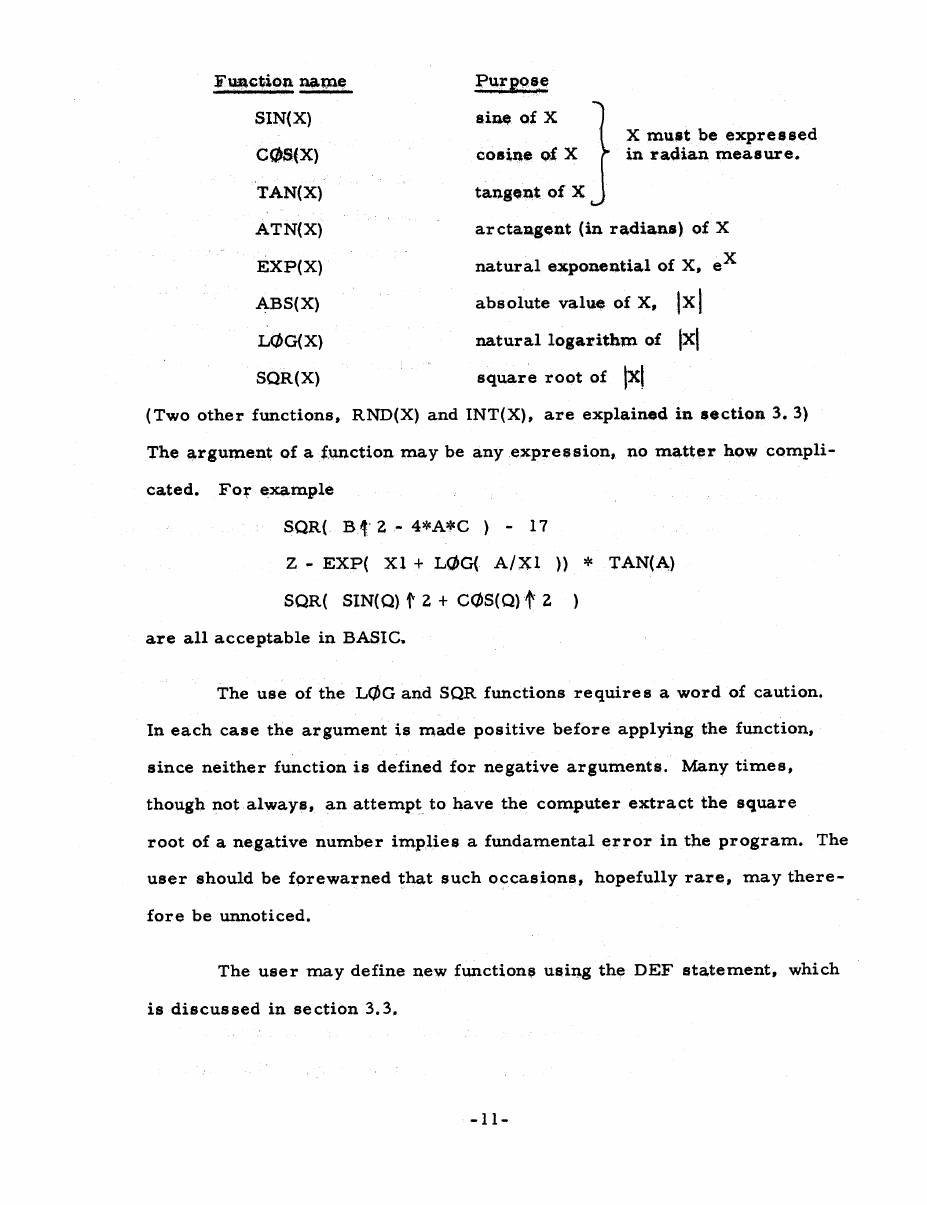 Function name Purpose
SIN(X) sine of X
X must be expressed
CØS(X) cosine of X in radian measure.
TAN(X) tangent of X
ATN(X) arctangent (in radians) of X
EXP(X) natural exponential of X, e^X
ABS(X) absolute value of X, |X|
LØG(X) natural logarithm of |X|
SQR(X) square root of |X|
(Two other functions, RND(X) and INT(X), are explained in section 3.3)
The argument of a function may be any expression, no matter how compli-
cated. For example
SQR( B↑2 - 4*A*C ) - 17
Z - EXP( X1 + LØG( A/X1 )) * TAN(A)
SQR( SIN(Q)↑2 + CØS(Q)↑2 )
are all acceptable in BASIC.
The use of the LØG and SQR functions requires a word of caution.
In each case the argument is made positive before applying the function,
since neither function is defined for negative arguments. Many times,
though not always, an attempt to have the computer extract the square
root of a negative number implies a fundamental error in the program. The
user should be forewarned that such occasions, hopefully rare, may there-
fore be unnoticed.
The user may define new functions using the DEF statement, which
is discussed in section 3.3.
-11-